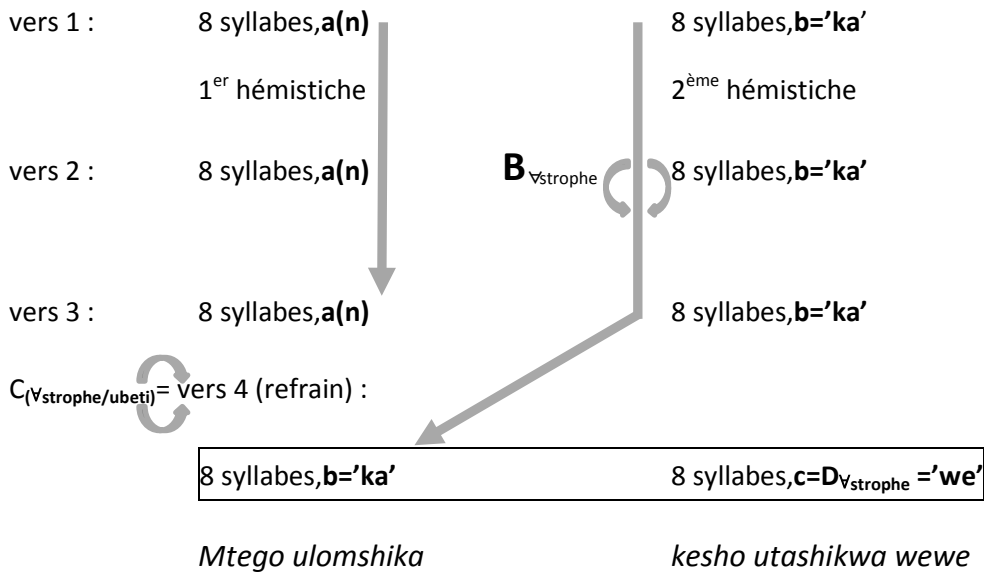 vers 1 : 8 syllabes,a(n) 8 syllabes,b=’ka’
1er hémistiche 2ème hémistiche
vers 2 : 8 syllabes,a(n) B∀strophe 8 syllabes,b=’ka’
vers 3 : 8 syllabes,a(n) 8 syllabes,b=’ka’
C(∀strophe/ubeti)= vers 4 (refrain) :
8 syllabes,b=’ka’ 8 syllabes,c=D∀strophe =’we’
Mtego ulomshika kesho utashikwa wewe